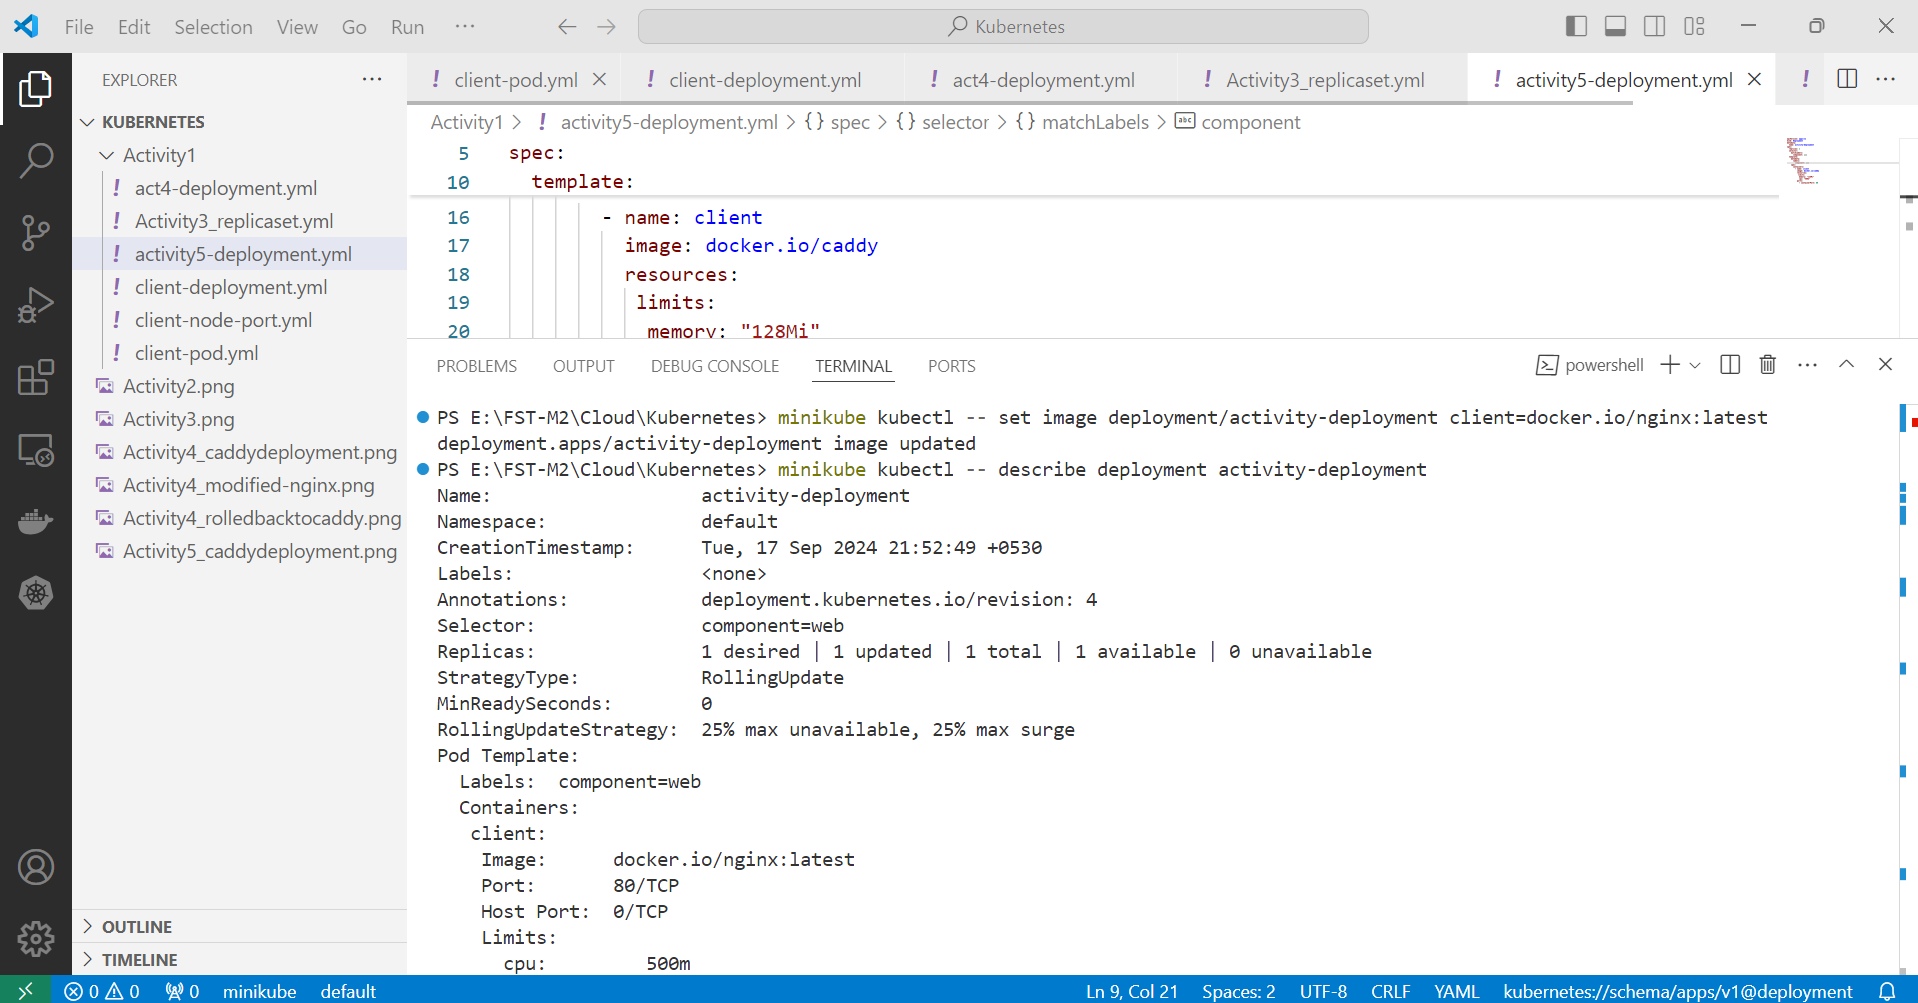 File Edit Selection View Go Run ··· Kubernetes
EXPLORER ···
KUBERNETES
Activity1
! act4-deployment.yml
! Activity3_replicaset.yml
! activity5-deployment.yml
! client-deployment.yml
! client-node-port.yml
! client-pod.yml
Activity2.png
Activity3.png
Activity4_caddydeployment.png
Activity4_modified-nginx.png
Activity4_rolledbacktocaddy.png
Activity5_caddydeployment.png
OUTLINE
TIMELINE
! client-pod.yml ! client-deployment.yml ! act4-deployment.yml ! Activity3_replicaset.yml ! activity5-deployment.yml ! ···
Activity1 > ! activity5-deployment.yml > {} spec > {} selector > {} matchLabels > abc component
5 spec:
10 template:
16 - name: client
17 image: docker.io/caddy
18 resources:
19 limits:
20 memory: "128Mi"
PROBLEMS OUTPUT DEBUG CONSOLE TERMINAL PORTS powershell ···
PS E:\FST-M2\Cloud\Kubernetes> minikube kubectl -- set image deployment/activity-deployment client=docker.io/nginx:latest
deployment.apps/activity-deployment image updated
PS E:\FST-M2\Cloud\Kubernetes> minikube kubectl -- describe deployment activity-deployment
Name: activity-deployment
Namespace: default
CreationTimestamp: Tue, 17 Sep 2024 21:52:49 +0530
Labels: <none>
Annotations: deployment.kubernetes.io/revision: 4
Selector: component=web
Replicas: 1 desired | 1 updated | 1 total | 1 available | 0 unavailable
StrategyType: RollingUpdate
MinReadySeconds: 0
RollingUpdateStrategy: 25% max unavailable, 25% max surge
Pod Template:
Labels: component=web
Containers:
client:
Image: docker.io/nginx:latest
Port: 80/TCP
Host Port: 0/TCP
Limits:
cpu: 500m
0 0 0 minikube default Ln 9, Col 21 Spaces: 2 UTF-8 CRLF YAML kubernetes://schema/apps/v1@deployment